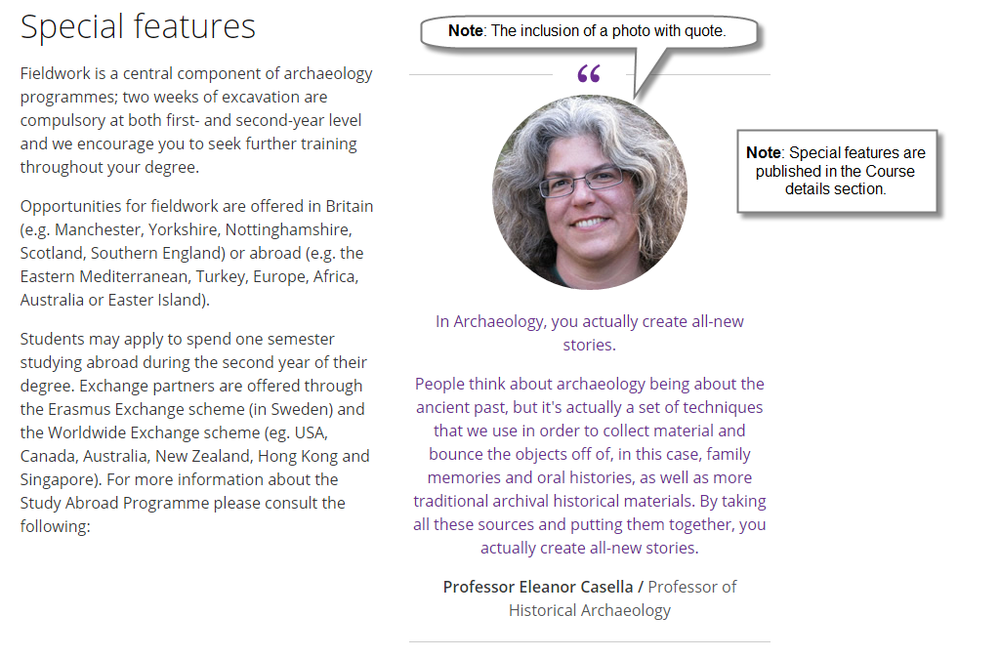 Special features
Fieldwork is a central component of archaeology
programmes; two weeks of excavation are
compulsory at both first- and second-year level
and we encourage you to seek further training
throughout your degree.
Opportunities for fieldwork are offered in Britain
(e.g. Manchester, Yorkshire, Nottinghamshire,
Scotland, Southern England) or abroad (e.g. the
Eastern Mediterranean, Turkey, Europe, Africa,
Australia or Easter Island).
Students may apply to spend one semester
studying abroad during the second year of their
degree. Exchange partners are offered through
the Erasmus Exchange scheme (in Sweden) and
the Worldwide Exchange scheme (eg. USA,
Canada, Australia, New Zealand, Hong Kong and
Singapore). For more information about the
Study Abroad Programme please consult the
following:
Note: The inclusion of a photo with quote.
“
In Archaeology, you actually create all-new
stories.
People think about archaeology being about the
ancient past, but it's actually a set of techniques
that we use in order to collect material and
bounce the objects off of, in this case, family
memories and oral histories, as well as more
traditional archival historical materials. By taking
all these sources and putting them together, you
actually create all-new stories.
Professor Eleanor Casella / Professor of
Historical Archaeology
Note: Special features are
published in the Course
details section.